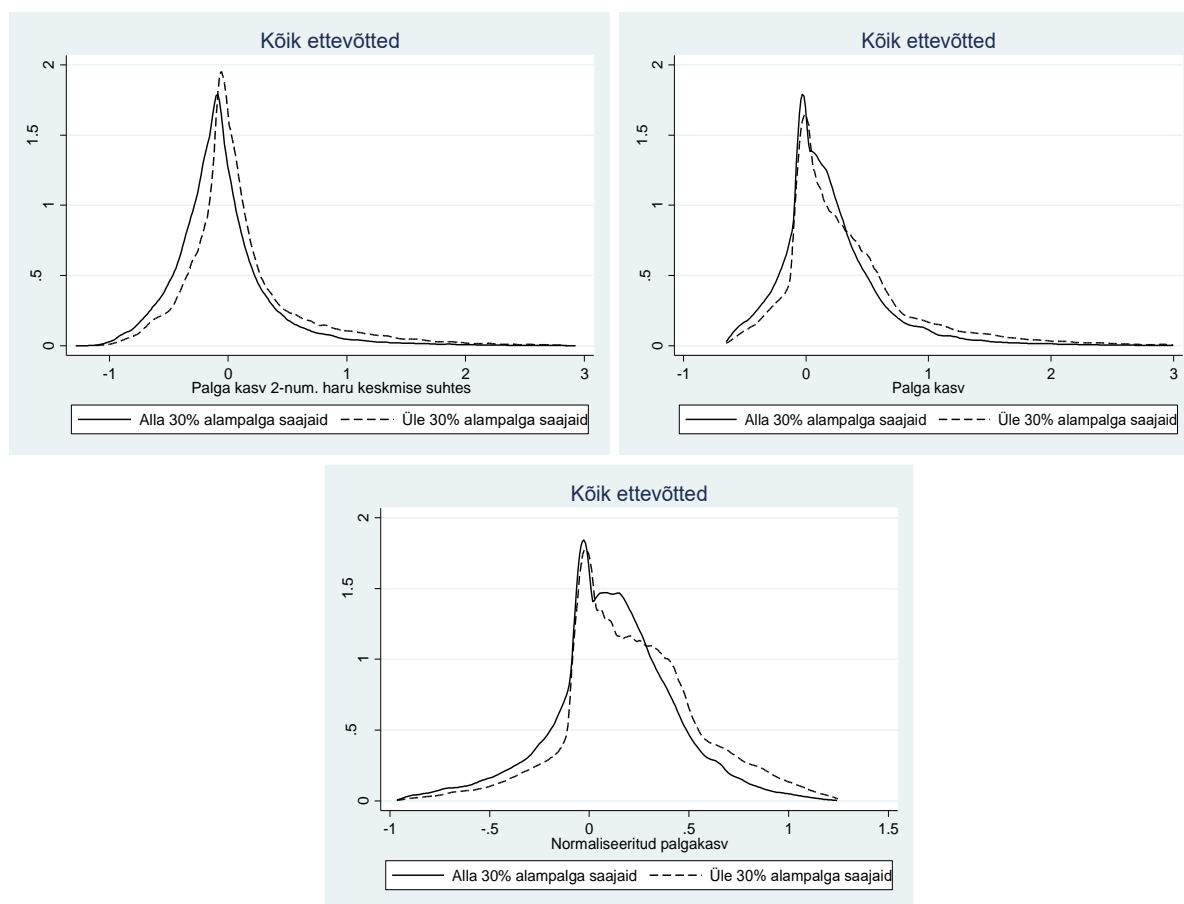 Kõik ettevõtted
2
1.5
1
.5
0
-1 0 1 2 3
Palga kasv 2-num. haru keskmise suhtes
Alla 30% alampalga saajaid Üle 30% alampalga saajaid
Kõik ettevõtted
2
1.5
1
.5
0
-1 0 1 2 3
Palga kasv
Alla 30% alampalga saajaid Üle 30% alampalga saajaid
Kõik ettevõtted
2
1.5
1
.5
0
-1 -.5 0 .5 1 1.5
Normaliseeritud palgakasv
Alla 30% alampalga saajaid Üle 30% alampalga saajaid